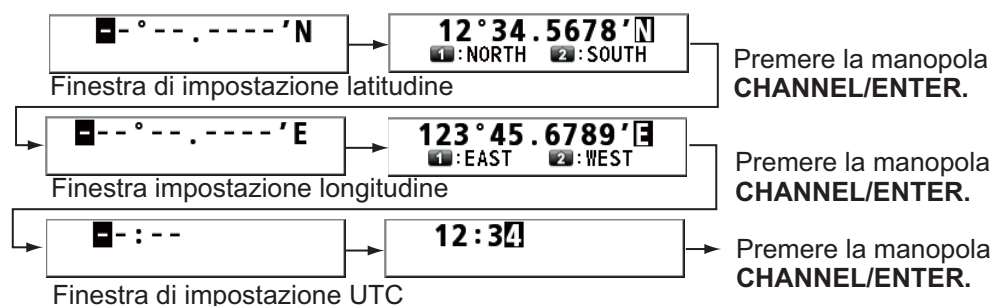 --°--.----'N
12°34.5678'N
1:NORTH 2:SOUTH
Premere la manopola
CHANNEL/ENTER.
Finestra di impostazione latitudine
---°--.----'E
123°45.6789'E
1:EAST 2:WEST
Premere la manopola
CHANNEL/ENTER.
Finestra impostazione longitudine
--:--
12:34
Premere la manopola
CHANNEL/ENTER.
Finestra di impostazione UTC